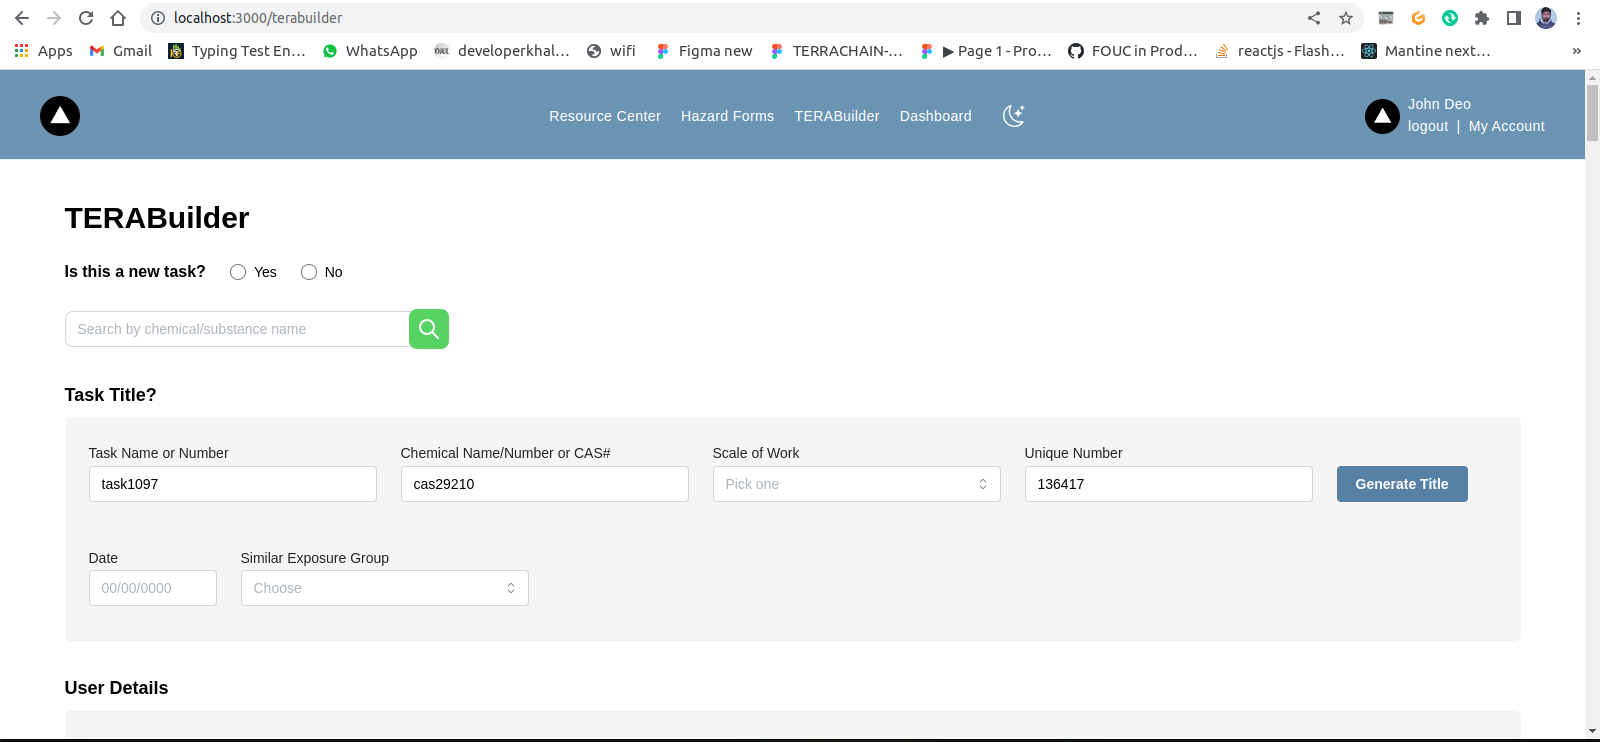 localhost:3000/terabuilder
Apps Gmail Typing Test En... WhatsApp developerkhal... wifi Figma new TERRACHAIN-... ▶ Page 1 - Pro... FOUC in Prod... reactjs - Flash... Mantine next... »
Resource Center Hazard Forms TERABuilder Dashboard
John Deo
logout | My Account
TERABuilder
Is this a new task? Yes No
Search by chemical/substance name
Task Title?
Task Name or Number Chemical Name/Number or CAS# Scale of Work Unique Number
task1097 cas29210 Pick one 136417 Generate Title
Date Similar Exposure Group
00/00/0000 Choose
User Details